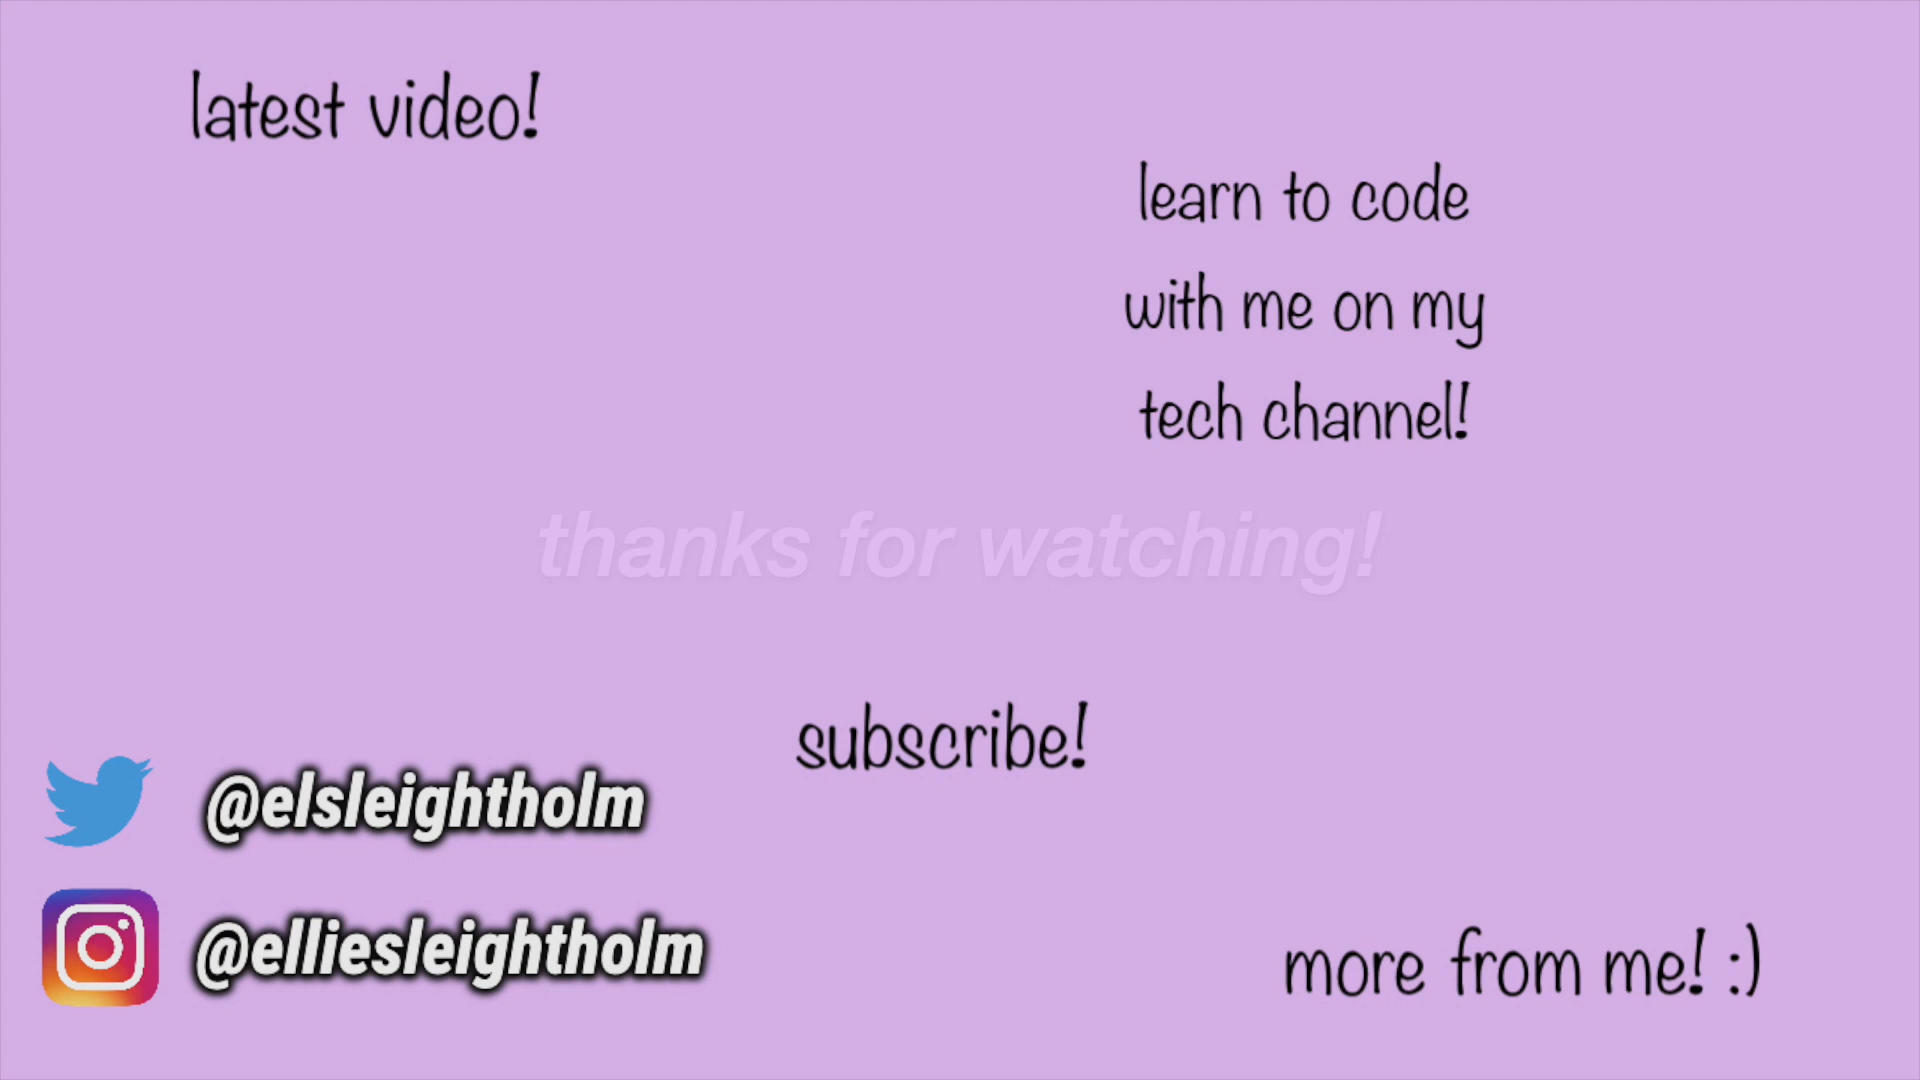 latest video!
learn to code
with me on my
tech channel!
thanks for watching!
subscribe!
@elsleightholm
@elliesleightholm
more from me! :)